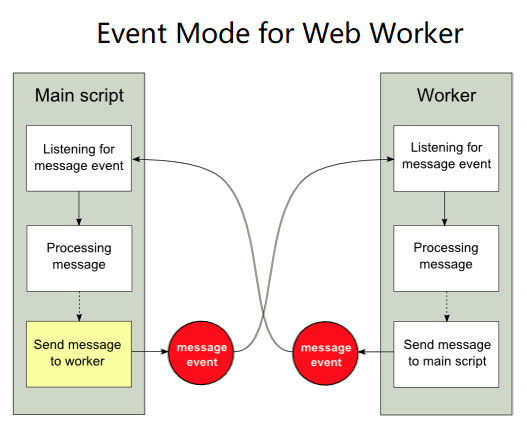 Event Mode for Web Worker
Main script
Listening for
message event
Processing
message
Send message
to worker
message
event
message
event
Worker
Listening for
message event
Processing
message
Send message
to main script